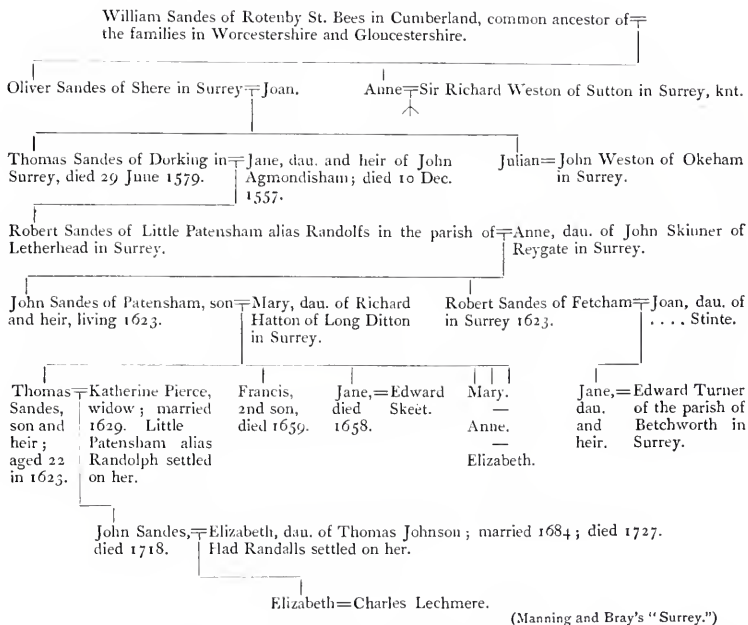 William Sandes of Rotenby St. Bees in Cumberland, common ancestor of
the families in Worcestershire and Gloucestershire.
Oliver Sandes of Shere in Surrey=Joan.
Anne=Sir Richard Weston of Sutton in Surrey, knt.
Thomas Sandes of Dorking in=Jane, dau. and heir of John
Surrey, died 29 June 1579.
Agmondisham; died 10 Dec.
1557.
Julian=John Weston of Okeham
in Surrey.
Robert Sandes of Little Patensham alias Randolfs in the parish of=Anne, dau. of John Skinner of
Letherhead in Surrey.
Reygate in Surrey.
John Sandes of Patensham, son=Mary, dau. of Richard
and heir, living 1623.
Hatton of Long Ditton
in Surrey.
Robert Sandes of Fetcham=Joan, dau. of
in Surrey 1623.
.... Stinte.
Thomas=Katherine Pierce,
Sandes,
son and
heir;
aged 22
in 1623.
widow; married
1629. Little
Patensham alias
Randolph settled
on her.
Francis,
2nd son,
died 1659.
Jane,=Edward
died
1658.
Skeet.
Mary.
—
Anne.
—
Elizabeth.
Jane,=Edward Turner
dau.
and
heir.
of the parish of
Betchworth in
Surrey.
John Sandes,=Elizabeth, dau. of Thomas Johnson; married 1684; died 1727.
died 1718.
Had Randalls settled on her.
Elizabeth=Charles Lechmere.
(Manning and Bray's "Surrey.")